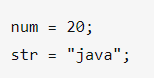 num = 20;
str = "java";